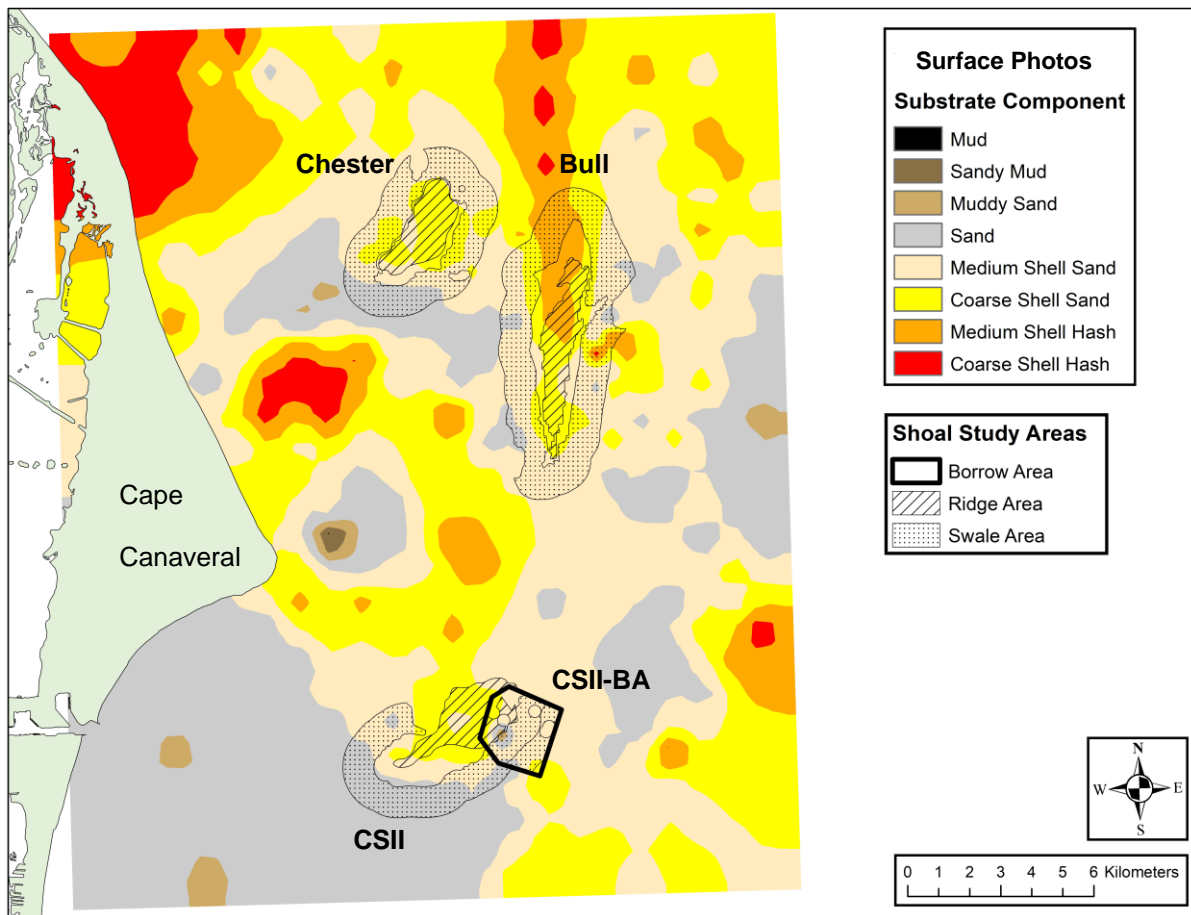 Surface Photos
Substrate Component
Mud
Sandy Mud
Muddy Sand
Sand
Medium Shell Sand
Coarse Shell Sand
Medium Shell Hash
Coarse Shell Hash
Shoal Study Areas
Borrow Area
Ridge Area
Swale Area
Chester
Bull
Cape
Canaveral
CSII-BA
CSII
N
W E
S
0 1 2 3 4 5 6 Kilometers